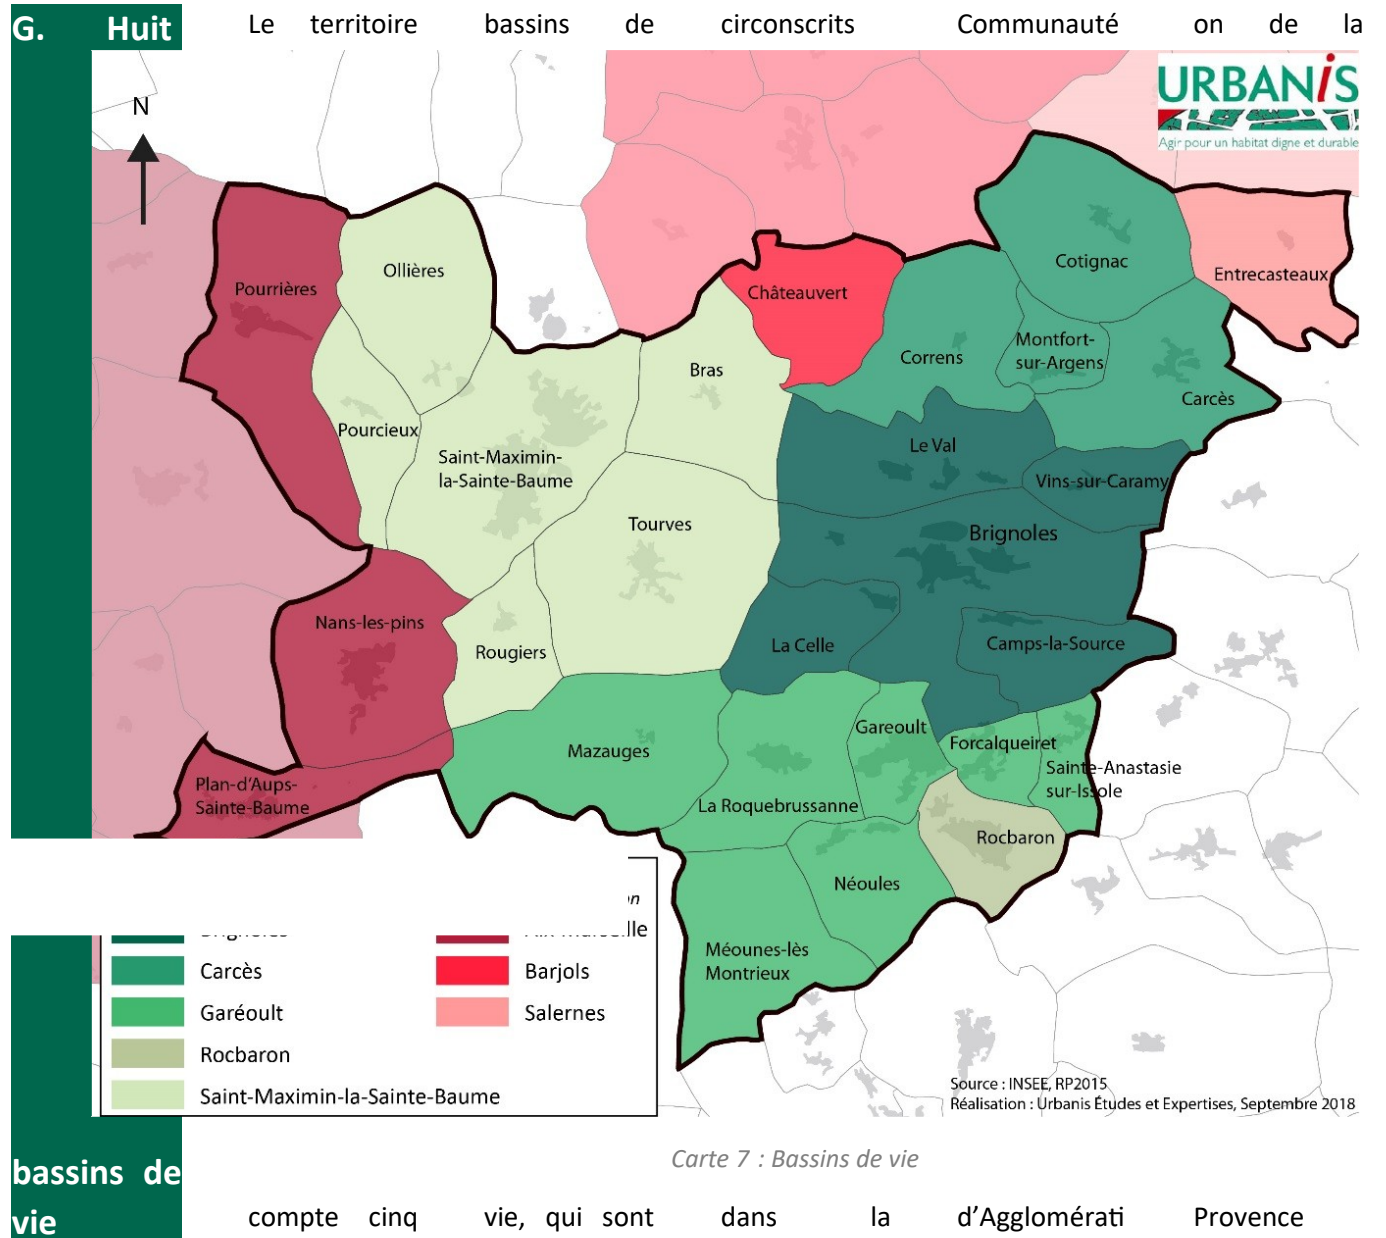 G. Huit Le territoire bassins de circonscrits Communauté on de la
URBANiS
Agir pour un habitat digne et durable
N
Cotignac
Entrecasteaux
Ollières
Pourrières
Châteauvert
Montfort-
sur-Argens
Correns
Bras
Carcès
Pourcieux
Le Val
Saint-Maximin-
la-Sainte-Baume
Vins-sur-Caramy
Tourves
Brignoles
Nans-les-pins
La Celle
Camps-la-Source
Rougiers
Gareoult
Forcalqueiret
Mazauges
Sainte-Anastasie
sur-Issole
Plan-d'Aups-
Sainte-Baume
La Roquebrussanne
Rocbaron
Néoules
Méounes-lès
Montrieux
Carcès
Barjols
Garéoult
Salernes
Rocbaron
Saint-Maximin-la-Sainte-Baume
Source : INSEE, RP2015
Réalisation : Urbanis Études et Expertises, Septembre 2018
Carte 7 : Bassins de vie
bassins de
vie compte cinq vie, qui sont dans la d'Agglomérati Provence